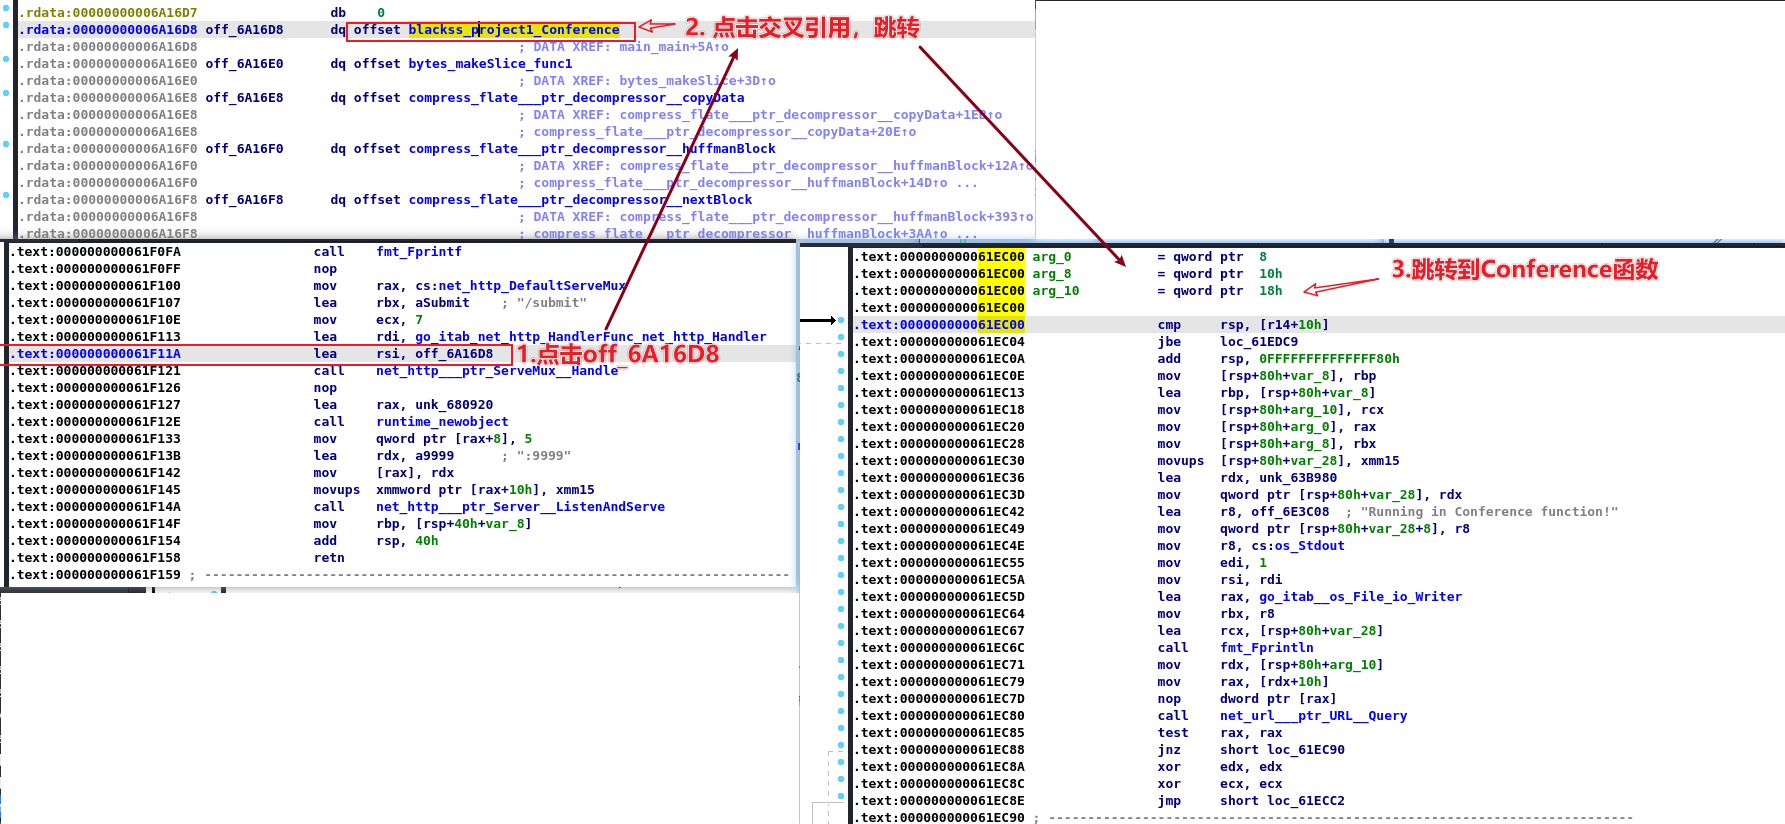 .rdata:00000000006A16D7 db 0
.rdata:00000000006A16D8 off_6A16D8 dq offset blackss_project1_Conference
2. 点击交叉引用，跳转
.rdata:00000000006A16D8 ; DATA XREF: main_main+5A↑o
.rdata:00000000006A16E0 off_6A16E0 dq offset bytes_makeSlice_func1
.rdata:00000000006A16E0 ; DATA XREF: bytes_makeSlice+3D↑o
.rdata:00000000006A16E8 off_6A16E8 dq offset compress_flate___ptr_decompressor__copyData
.rdata:00000000006A16E8 ; DATA XREF: compress_flate___ptr_decompressor__copyData+1EB↑o
.rdata:00000000006A16E8 ; compress_flate___ptr_decompressor__copyData+20E↑o
.rdata:00000000006A16F0 off_6A16F0 dq offset compress_flate___ptr_decompressor__huffmanBlock
.rdata:00000000006A16F0 ; DATA XREF: compress_flate___ptr_decompressor__huffmanBlock+12A↑o
.rdata:00000000006A16F0 ; compress_flate___ptr_decompressor__huffmanBlock+14D↑o ...
.rdata:00000000006A16F8 off_6A16F8 dq offset compress_flate___ptr_decompressor__nextBlock
.rdata:00000000006A16F8 ; DATA XREF: compress_flate___ptr_decompressor__huffmanBlock+393↑o
.rdata:00000000006A16F8 ; compress_flate___ptr_decompressor__huffmanBlock+3AA↑o ...
.text:000000000061F0FA call fmt_Fprintf
.text:000000000061F0FF nop
.text:000000000061F100 mov rax, cs:net_http_DefaultServeMux
.text:000000000061F107 lea rbx, aSubmit ; "/submit"
.text:000000000061F10E mov ecx, 7
.text:000000000061F113 lea rdi, go_itab_net_http_HandlerFunc_net_http_Handler
.text:000000000061F11A lea rsi, off_6A16D8
1.点击off_6A16D8
.text:000000000061F121 call net_http___ptr_ServeMux__Handle
.text:000000000061F126 nop
.text:000000000061F127 lea rax, unk_680920
.text:000000000061F12E call runtime_newobject
.text:000000000061F133 mov qword ptr [rax+8], 5
.text:000000000061F13B lea rdx, a9999 ; ":9999"
.text:000000000061F142 mov [rax], rdx
.text:000000000061F145 movups xmmword ptr [rax+10h], xmm15
.text:000000000061F14A call net_http___ptr_Server__ListenAndServe
.text:000000000061F14F mov rbp, [rsp+40h+var_8]
.text:000000000061F154 add rsp, 40h
.text:000000000061F158 retn
.text:000000000061F159 ; ---------------------------------------------------------------------------
.text:000000000061EC00 arg_0 = qword ptr 8
.text:000000000061EC00 arg_8 = qword ptr 10h
.text:000000000061EC00 arg_10 = qword ptr 18h
3.跳转到Conference函数
.text:000000000061EC00
.text:000000000061EC00 cmp rsp, [r14+10h]
.text:000000000061EC04 jbe loc_61EDC9
.text:000000000061EC0A add rsp, 0FFFFFFFFFFFFFF80h
.text:000000000061EC0E mov [rsp+80h+var_8], rbp
.text:000000000061EC13 lea rbp, [rsp+80h+var_8]
.text:000000000061EC18 mov [rsp+80h+arg_10], rcx
.text:000000000061EC20 mov [rsp+80h+arg_0], rax
.text:000000000061EC28 mov [rsp+80h+arg_8], rbx
.text:000000000061EC30 movups [rsp+80h+var_28], xmm15
.text:000000000061EC36 lea rdx, unk_63B980
.text:000000000061EC3D mov qword ptr [rsp+80h+var_28], rdx
.text:000000000061EC42 lea r8, off_6E3C08 ; "Running in Conference function!"
.text:000000000061EC49 mov qword ptr [rsp+80h+var_28+8], r8
.text:000000000061EC4E mov r8, cs:os_Stdout
.text:000000000061EC55 mov edi, 1
.text:000000000061EC5A mov rsi, rdi
.text:000000000061EC5D lea rax, go_itab__os_File_io_Writer
.text:000000000061EC64 mov rbx, r8
.text:000000000061EC67 lea rcx, [rsp+80h+var_28]
.text:000000000061EC6C call fmt_Fprintln
.text:000000000061EC71 mov rdx, [rsp+80h+arg_10]
.text:000000000061EC79 mov rax, [rdx+10h]
.text:000000000061EC7D nop dword ptr [rax]
.text:000000000061EC80 call net_url___ptr_URL__Query
.text:000000000061EC85 test rax, rax
.text:000000000061EC88 jnz short loc_61EC90
.text:000000000061EC8A xor edx, edx
.text:000000000061EC8C xor ecx, ecx
.text:000000000061EC8E jmp short loc_61ECC2
.text:000000000061EC90 ; ---------------------------------------------------------------------------